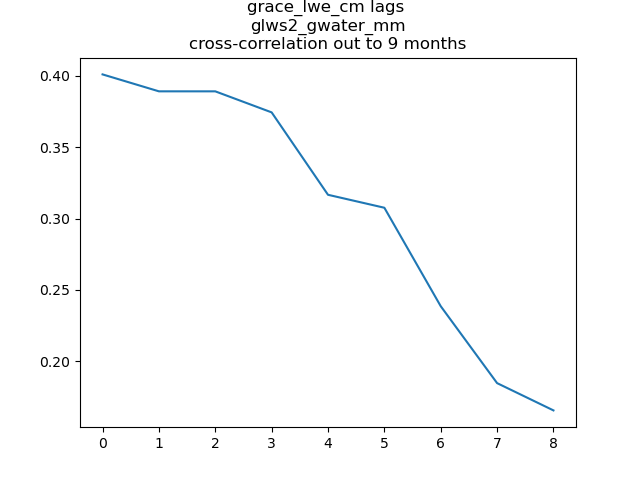 grace_lwe_cm lags
glws2_gwater_mm
cross-correlation out to 9 months
0.40
0.35
0.30
0.25
0.20
0 1 2 3 4 5 6 7 8